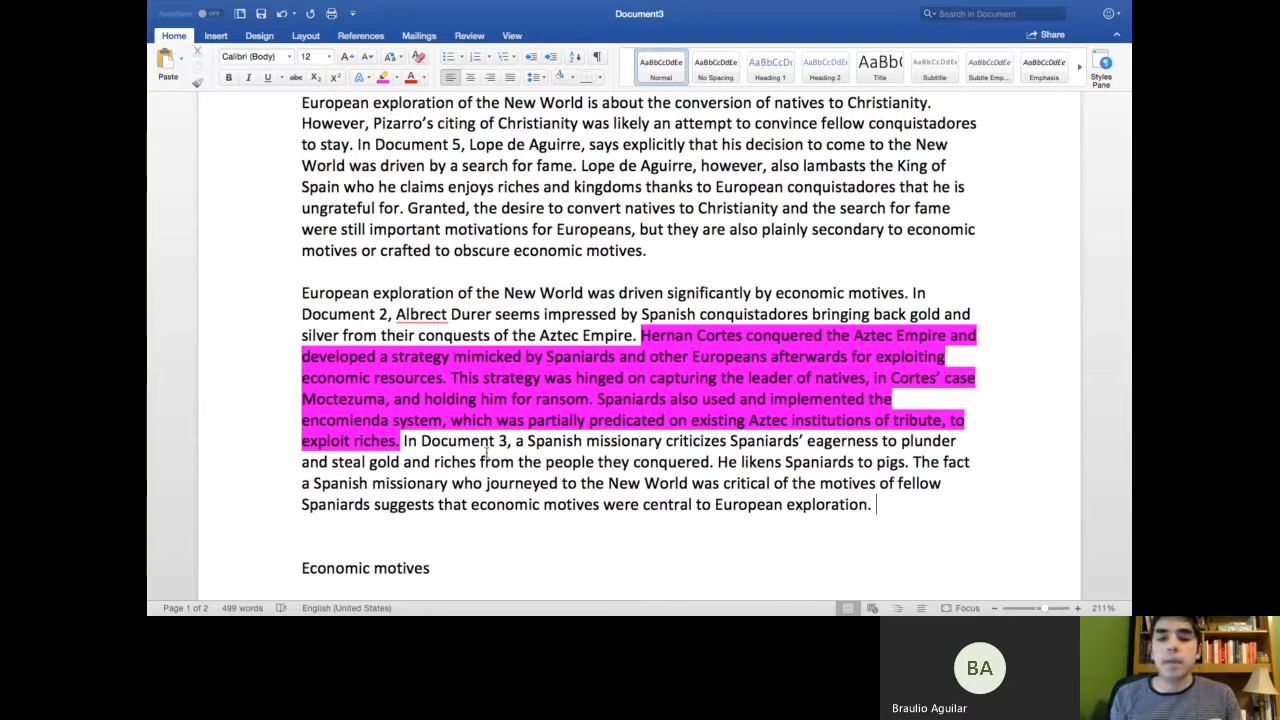 AutoSave OFF
Document3
Search in Document
Home Insert Design Layout References Mailings Review View
Share
Paste
Calibri (Body) 12
AaBbCcDdEe AaBbCcDdEe AaBbCcDc AaBbCcDdEe AaBb( AaBbCcDdEe AaBbCcDdEe AaBbCcDdEe
Normal No Spacing Heading 1 Heading 2 Title Subtitle Subtle Emp... Emphasis
Styles
Pane
European exploration of the New World is about the conversion of natives to Christianity.
However, Pizarro’s citing of Christianity was likely an attempt to convince fellow conquistadores
to stay. In Document 5, Lope de Aguirre, says explicitly that his decision to come to the New
World was driven by a search for fame. Lope de Aguirre, however, also lambasts the King of
Spain who he claims enjoys riches and kingdoms thanks to European conquistadores that he is
ungrateful for. Granted, the desire to convert natives to Christianity and the search for fame
were still important motivations for Europeans, but they are also plainly secondary to economic
motives or crafted to obscure economic motives.
European exploration of the New World was driven significantly by economic motives. In
Document 2, Albrect Durer seems impressed by Spanish conquistadores bringing back gold and
silver from their conquests of the Aztec Empire. Hernan Cortes conquered the Aztec Empire and
developed a strategy mimicked by Spaniards and other Europeans afterwards for exploiting
economic resources. This strategy was hinged on capturing the leader of natives, in Cortes’ case
Moctezuma, and holding him for ransom. Spaniards also used and implemented the
encomienda system, which was partially predicated on existing Aztec institutions of tribute, to
exploit riches. In Document 3, a Spanish missionary criticizes Spaniards’ eagerness to plunder
and steal gold and riches from the people they conquered. He likens Spaniards to pigs. The fact
a Spanish missionary who journeyed to the New World was critical of the motives of fellow
Spaniards suggests that economic motives were central to European exploration.
Economic motives
Page 1 of 2 499 words English (United States) Focus 211%
BA
Braulio Aguilar